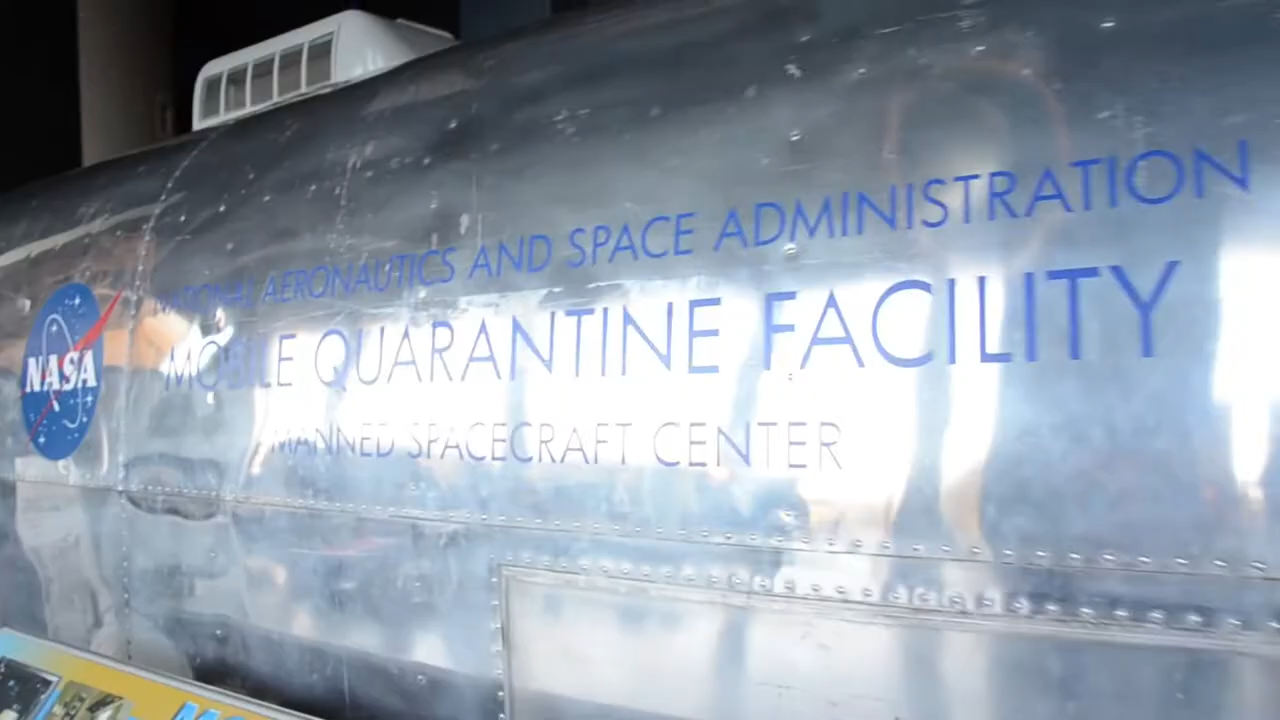 NASA
NATIONAL AERONAUTICS AND SPACE ADMINISTRATION
MOBILE QUARANTINE FACILITY
MANNED SPACECRAFT CENTER